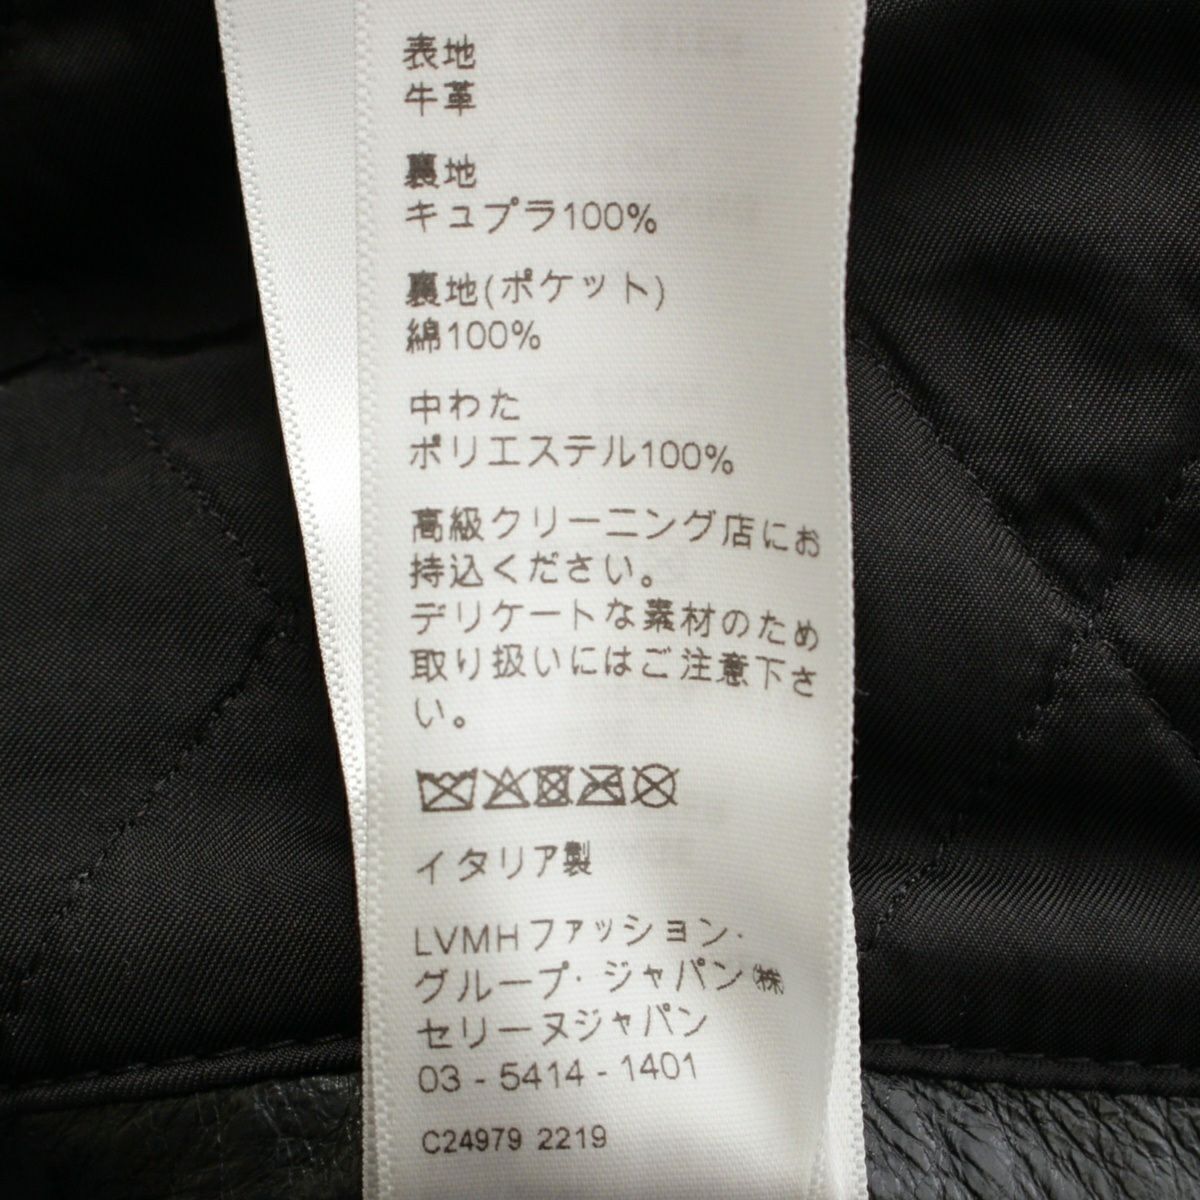 表地
牛革
裏地
キュプラ100%
裏地(ポケット)
綿100%
中わた
ポリエステル100%
高級クリーニング店にお
持込ください。
デリケートな素材のため
取り扱いにはご注意下さ
い。
イタリア製
LVMHファッション・
グループ・ジャパン㈱
セリーヌジャパン
03 - 5414 - 1401
C24979 2219